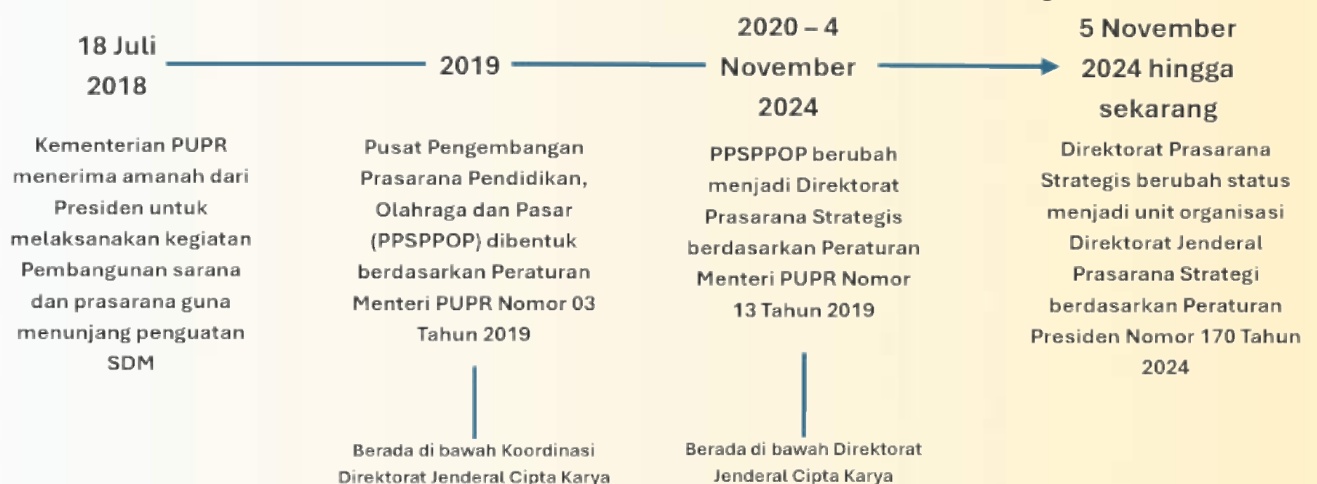 18 Juli
2018
Kementerian PUPR
menerima amanah dari
Presiden untuk
melaksanakan kegiatan
Pembangunan sarana
dan prasarana guna
menunjang penguatan
SDM
2019
Pusat Pengembangan
Prasarana Pendidikan,
Olahraga dan Pasar
(PPSPPOP) dibentuk
berdasarkan Peraturan
Menteri PUPR Nomor 03
Tahun 2019
Berada di bawah Koordinasi
Direktorat Jenderal Cipta Karya
2020 – 4
November
2024
PPSPPOP berubah
menjadi Direktorat
Prasarana Strategis
berdasarkan Peraturan
Menteri PUPR Nomor
13 Tahun 2019
Berada di bawah Direktorat
Jenderal Cipta Karya
5 November
2024 hingga
sekarang
Direktorat Prasarana
Strategis berubah status
menjadi unit organisasi
Direktorat Jenderal
Prasarana Strategi
berdasarkan Peraturan
Presiden Nomor 170 Tahun
2024